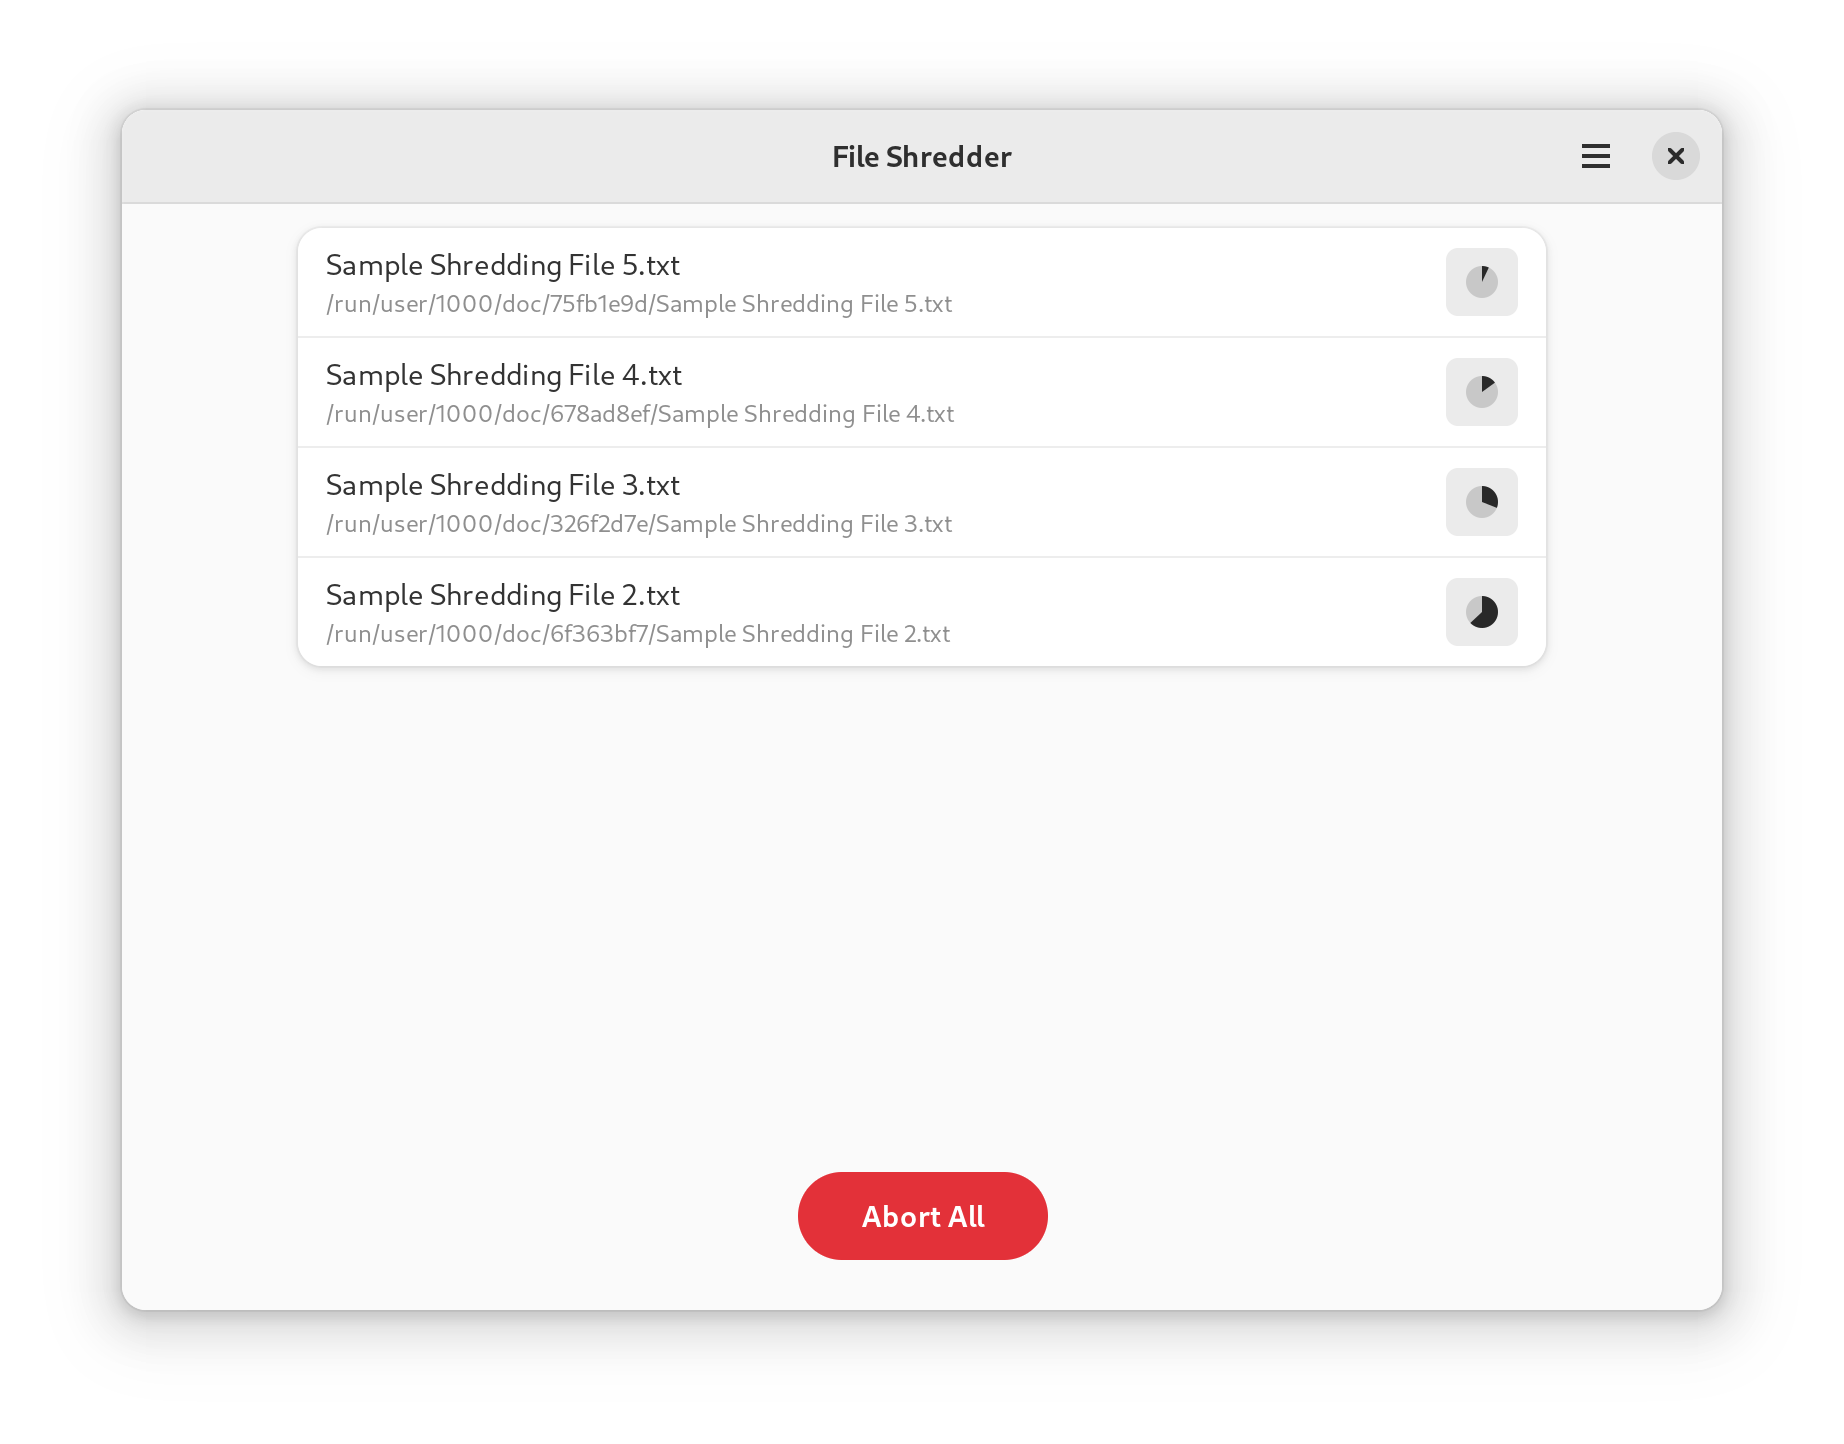 File Shredder
Sample Shredding File 5.txt
/run/user/1000/doc/75fb1e9d/Sample Shredding File 5.txt
Sample Shredding File 4.txt
/run/user/1000/doc/678ad8ef/Sample Shredding File 4.txt
Sample Shredding File 3.txt
/run/user/1000/doc/326f2d7e/Sample Shredding File 3.txt
Sample Shredding File 2.txt
/run/user/1000/doc/6f363bf7/Sample Shredding File 2.txt
Abort All